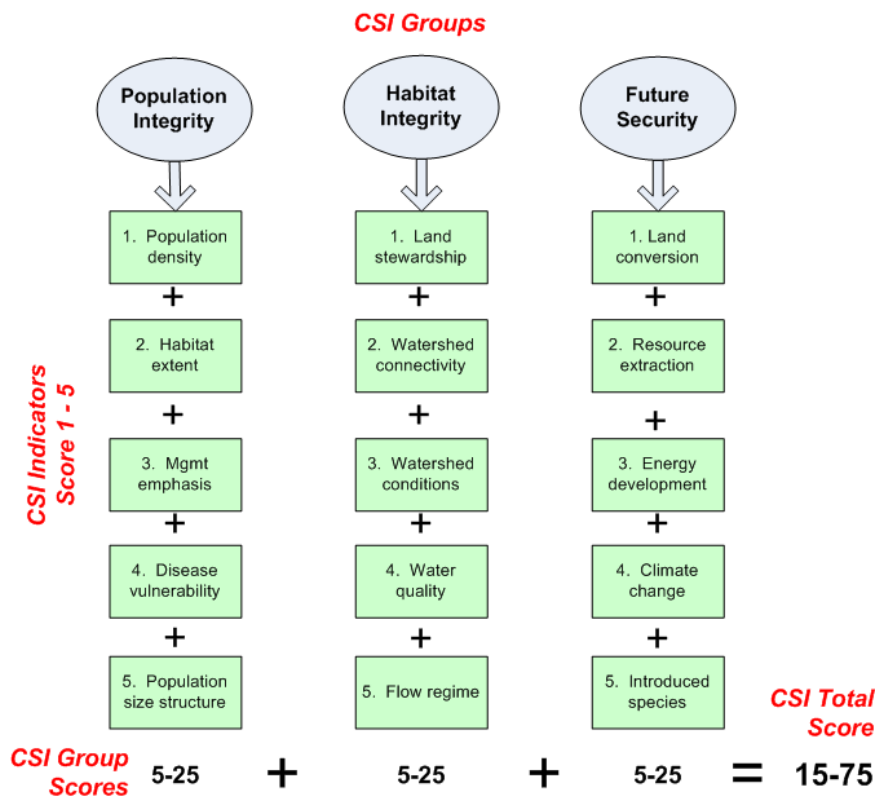 CSI Groups
Population
Integrity
Habitat
Integrity
Future
Security
CSI Indicators
Score 1 - 5
1. Population
density
+
2. Habitat
extent
+
3. Mgmt
emphasis
+
4. Disease
vulnerability
+
5. Population
size structure
1. Land
stewardship
+
2. Watershed
connectivity
+
3. Watershed
conditions
+
4. Water
quality
+
5. Flow regime
1. Land
conversion
+
2. Resource
extraction
+
3. Energy
development
+
4. Climate
change
+
5. Introduced
species
CSI Total
Score
CSI Group
Scores
5-25 + 5-25 + 5-25 = 15-75